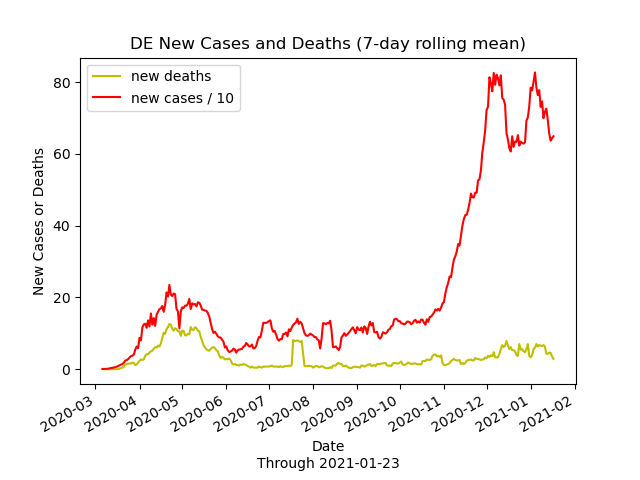 DE New Cases and Deaths (7-day rolling mean)
new deaths
new cases / 10
New Cases or Deaths
80
60
40
20
0
2020-03
2020-04
2020-05
2020-06
2020-07
2020-08
2020-09
2020-10
2020-11
2020-12
2021-01
2021-02
Date
Through 2021-01-23